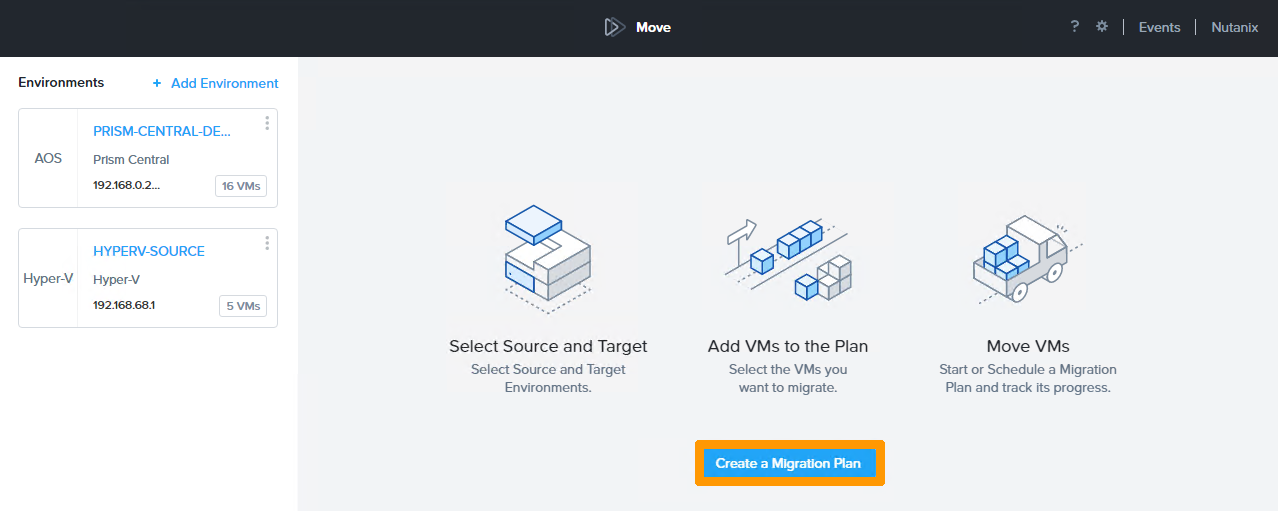 Move
? Events Nutanix
Environments + Add Environment
AOS
PRISM-CENTRAL-DE...
Prism Central
192.168.0.2...
16 VMs
Hyper-V
HYPERV-SOURCE
Hyper-V
192.168.68.1
5 VMs
Select Source and Target
Select Source and Target
Environments.
Add VMs to the Plan
Select the VMs you
want to migrate.
Move VMs
Start or Schedule a Migration
Plan and track its progress.
Create a Migration Plan